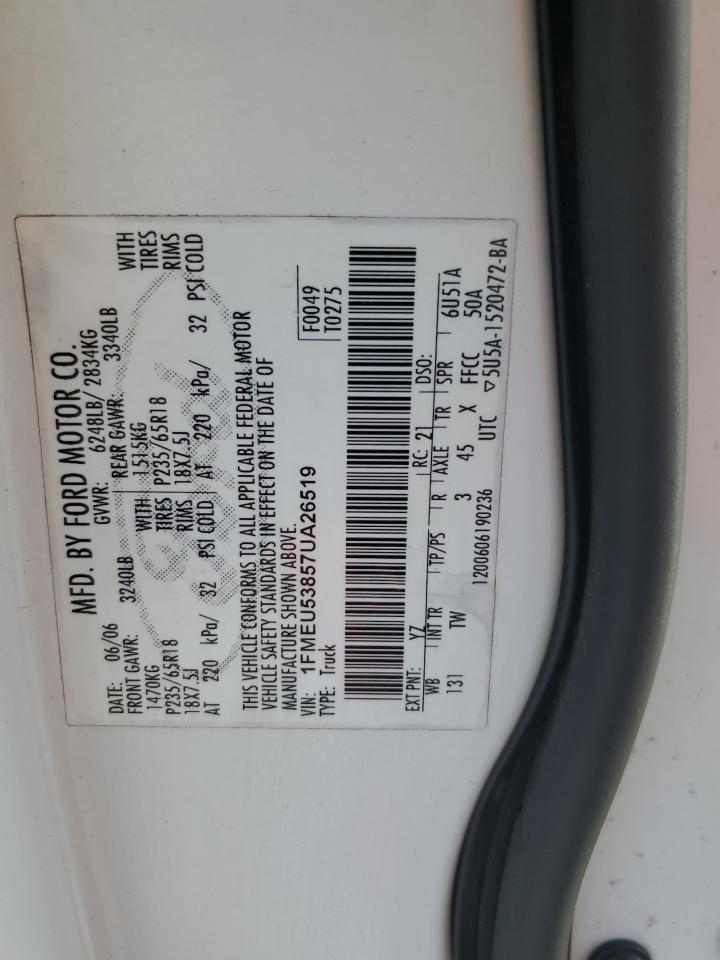 MFD. BY FORD MOTOR CO.
DATE: 06/06 GVWR: 6248LB/ 2834KG
FRONT GAWR: 3240LB REAR GAWR: 3340LB
1470KG WITH 1515KG WITH
P235/65R18 TIRES P235/65R18 TIRES
18X7.5J RIMS 18X7.5J RIMS
AT 220 kPa/ 32 PSI COLD AT 220 kPa/ 32 PSI COLD
THIS VEHICLE CONFORMS TO ALL APPLICABLE FEDERAL MOTOR
VEHICLE SAFETY STANDARDS IN EFFECT ON THE DATE OF
MANUFACTURE SHOWN ABOVE.
VIN: 1FMEU53857UA26519 F0049
TYPE: Truck T0275
EXT PNT: YZ RC: 21 DSO:
WB INT TR TP/PS R AXLE TR SPR 6U51A
131 TW 3 45 X FFCC 50A
1200606190236 UTC ▽5U5A-1520472-BA